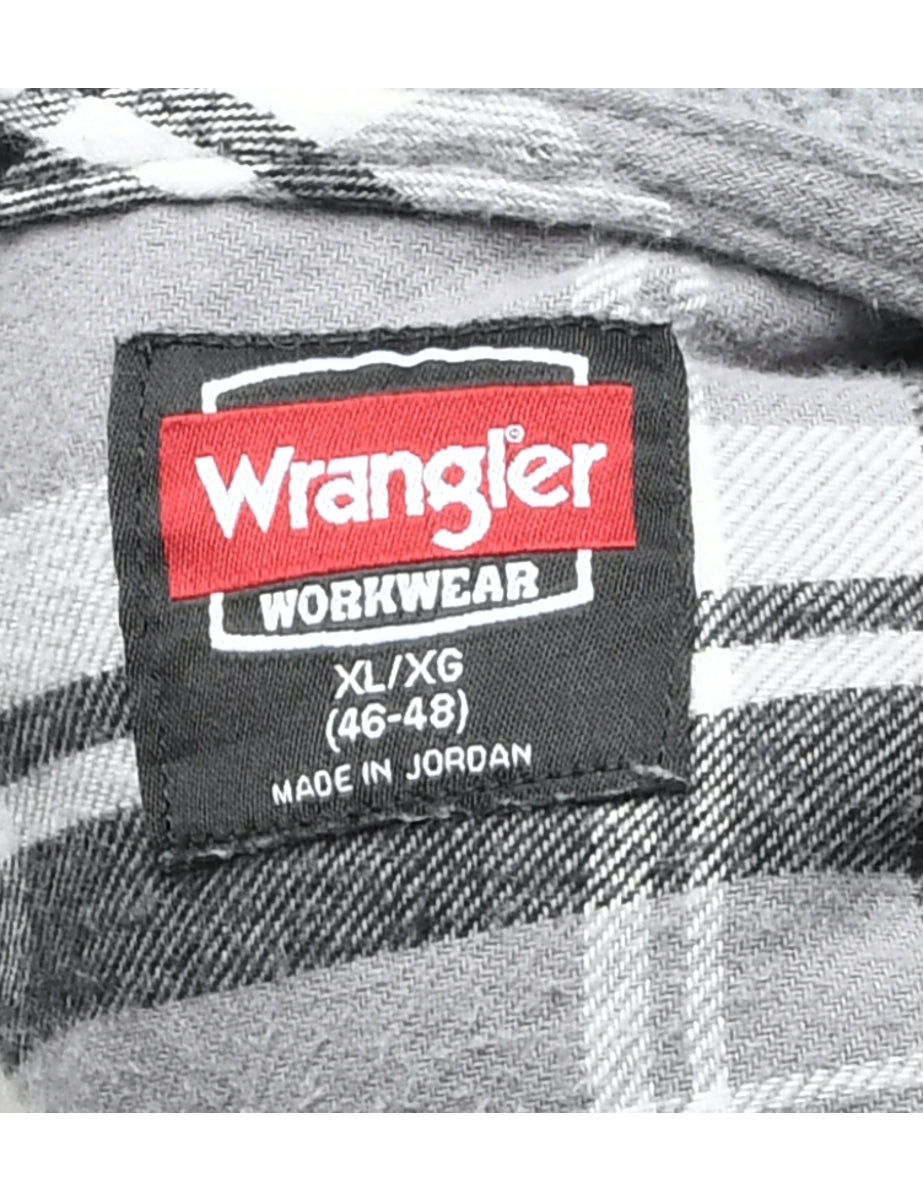 Wrangler
WORKWEAR
XL/XG
(46-48)
MADE IN JORDAN